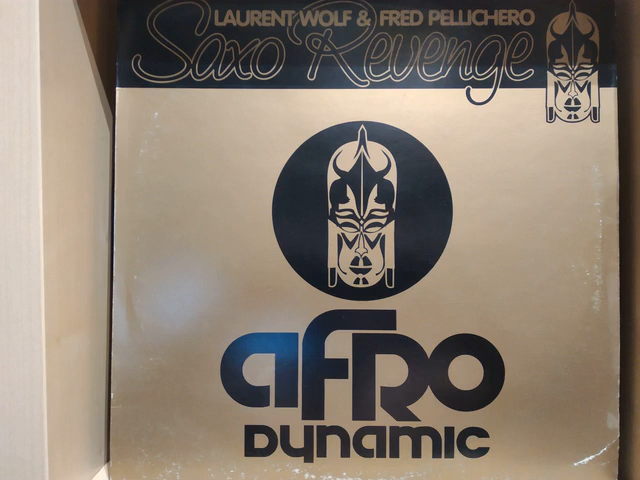 LAURENT WOLF & FRED PELLICHERO
Saxo Revenge
aFRO
Dynamic